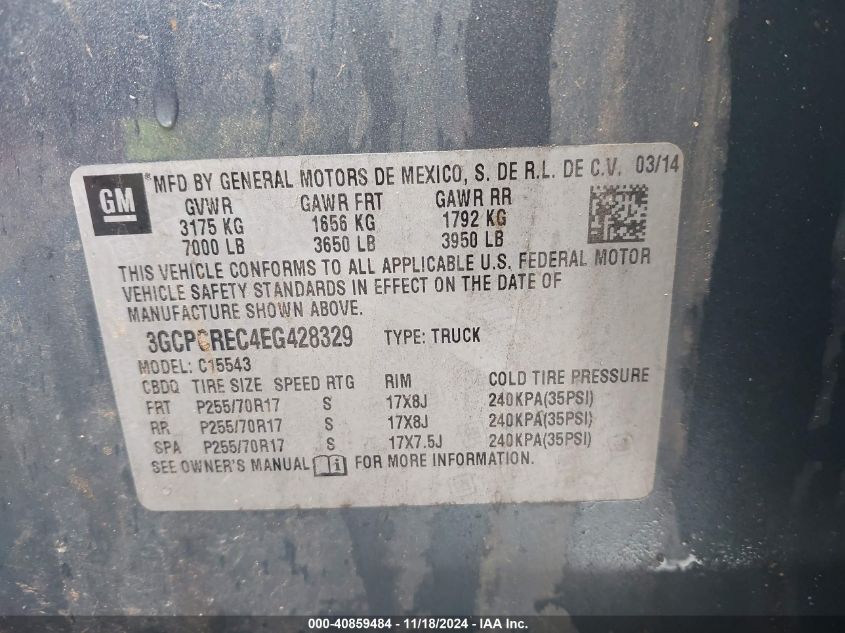 GM
*MFD BY GENERAL MOTORS DE MEXICO, S. DE R.L. DE C.V. 03/14
GVWR GAWR FRT GAWR RR
3175 KG 1656 KG 1792 KG
7000 LB 3650 LB 3950 LB
THIS VEHICLE CONFORMS TO ALL APPLICABLE U.S. FEDERAL MOTOR
VEHICLE SAFETY STANDARDS IN EFFECT ON THE DATE OF
MANUFACTURE SHOWN ABOVE.
3GCPCREC4EG428329 TYPE: TRUCK
MODEL: C15543
CBDQ TIRE SIZE SPEED RTG RIM COLD TIRE PRESSURE
FRT P255/70R17 S 17X8J 240KPA(35PSI)
RR P255/70R17 S 17X8J 240KPA(35PSI)
SPA P255/70R17 S 17X7.5J 240KPA(35PSI)
SEE OWNER'S MANUAL FOR MORE INFORMATION.
000-40859484 - 11/18/2024 - IAA Inc.